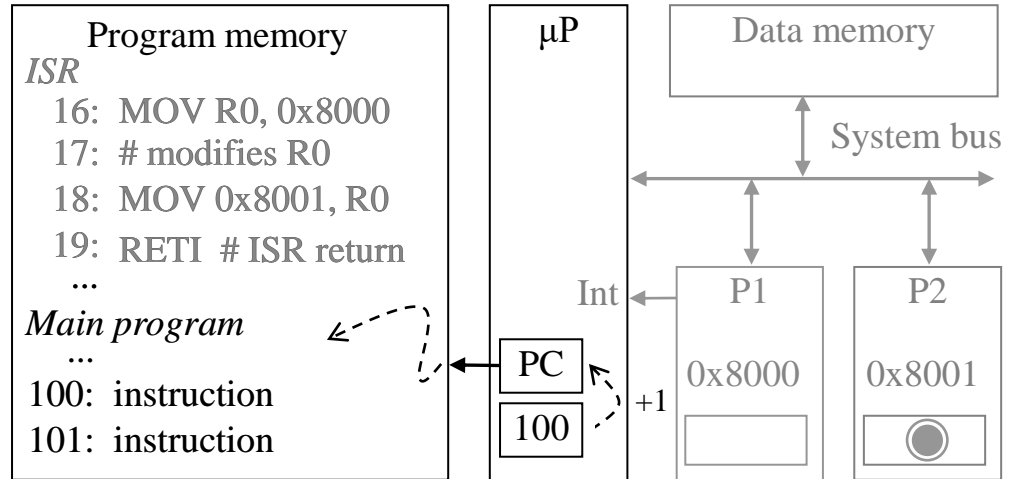 Program memory
ISR
16: MOV R0, 0x8000
17: # modifies R0
18: MOV 0x8001, R0
19: RETI # ISR return
...
Main program
...
100: instruction
101: instruction
μP
Int
PC
100
+1
Data memory
System bus
P1
0x8000
P2
0x8001